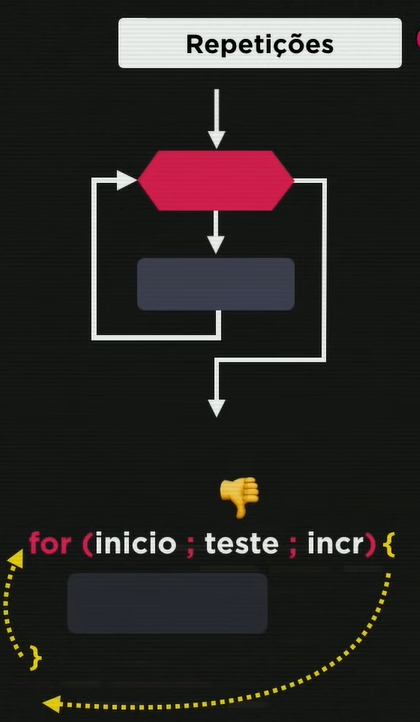 Repetições
for (inicio ; teste ; incr) {
}